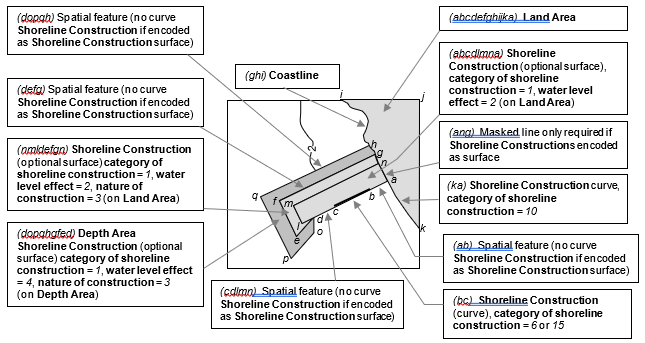 (dopqh) Spatial feature (no curve
Shoreline Construction if encoded
as Shoreline Construction surface)
(defg) Spatial feature (no curve
Shoreline Construction if encoded
as Shoreline Construction surface)
(nmldefgn) Shoreline Construction
(optional surface) category of
shoreline construction = 1, water
level effect = 2, nature of
construction = 3 (on Land Area)
(dopqhgfed) Depth Area
Shoreline Construction (optional
surface) category of shoreline
construction = 1, water level effect
= 4, nature of construction = 3
(on Depth Area)
(ghi) Coastline
(cdlmn) Spatial feature (no curve
Shoreline Construction if encoded
as Shoreline Construction surface)
i
j
2
h
g
n
a
q
f
m
b
c
l
d
e
o
k
p
(abcdefghijka) Land Area
(abcdlmna) Shoreline
Construction (optional surface),
category of shoreline
construction = 1, water level
effect = 2 (on Land Area)
(ang) Masked line only required if
Shoreline Constructions encoded
as surface
(ka) Shoreline Construction curve,
category of shoreline
construction = 10
(ab) Spatial feature (no curve
Shoreline Construction if encoded
as Shoreline Construction surface)
(bc) Shoreline Construction
(curve), category of shoreline
construction = 6 or 15